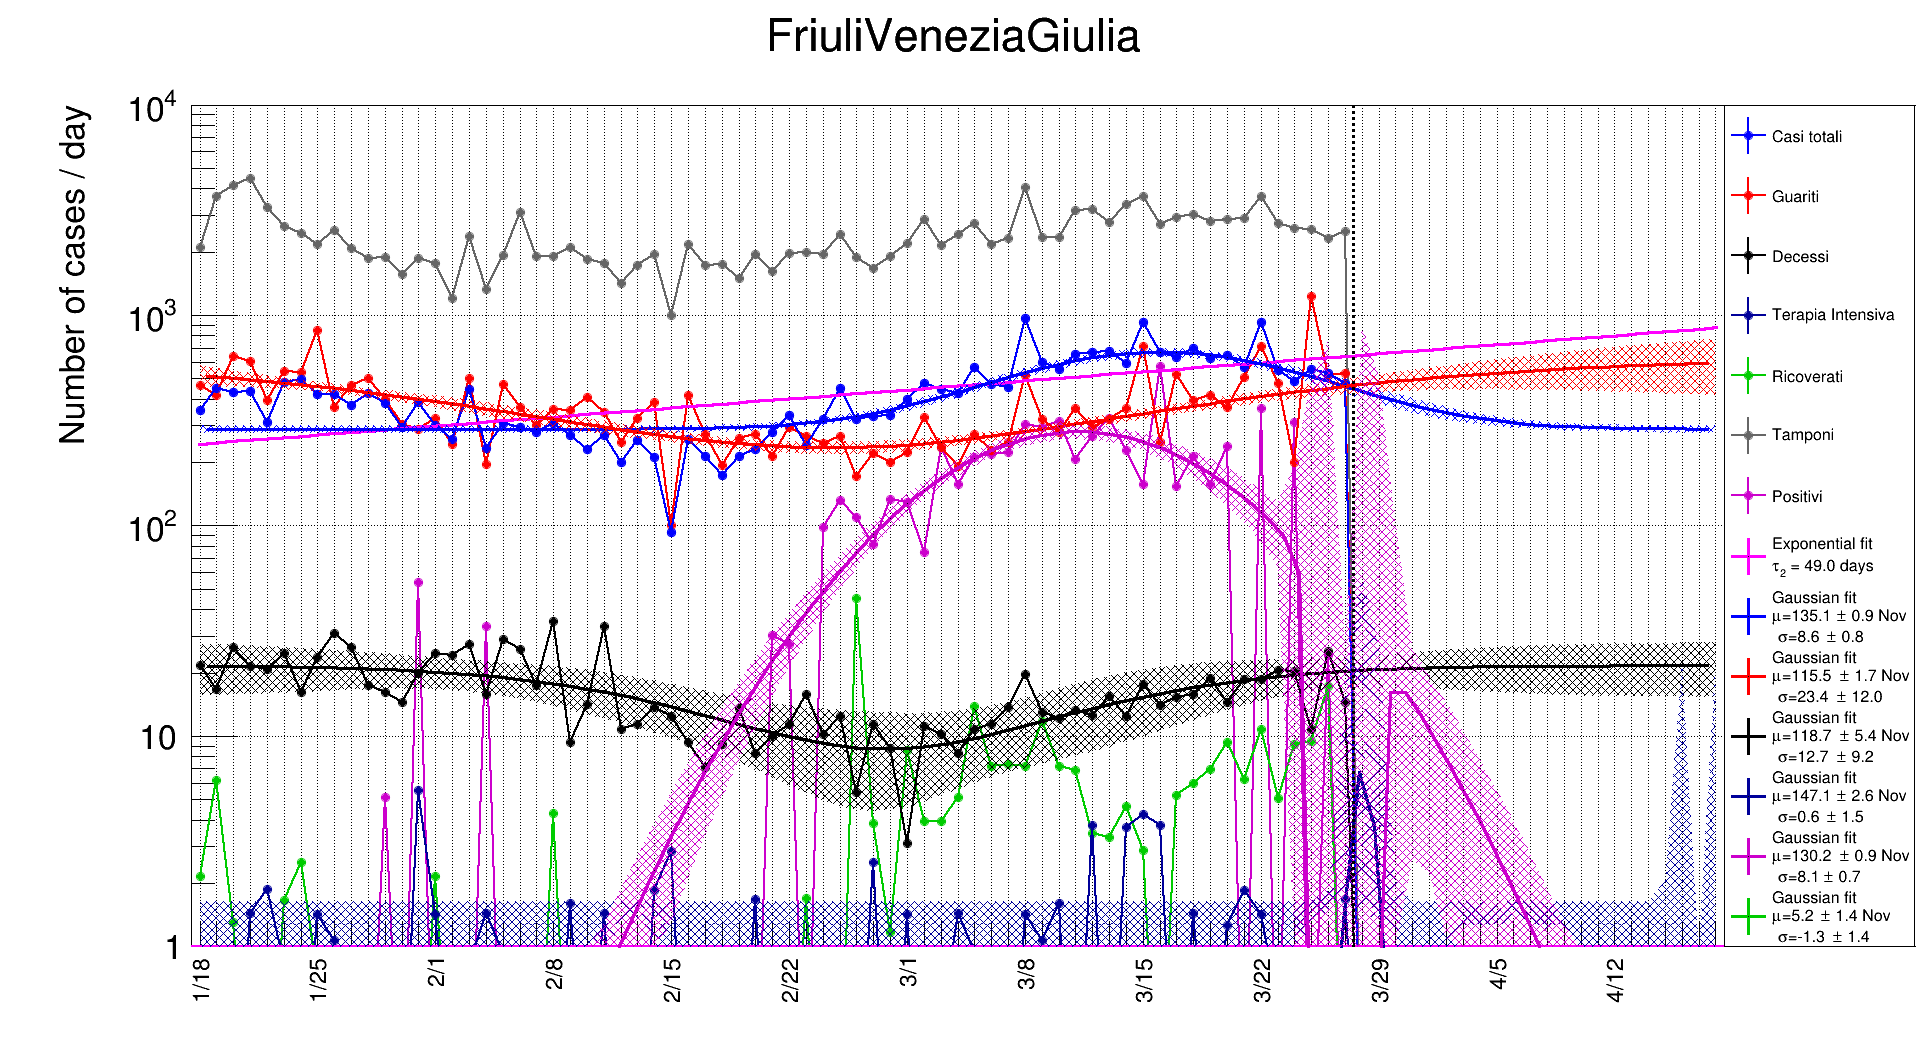 FriuliVeneziaGiulia
Number of cases / day
10⁴
10³
10²
10
1
1/18
1/25
2/1
2/8
2/15
2/22
3/1
3/8
3/15
3/22
3/29
4/5
4/12
Casi totali
Guariti
Decessi
Terapia Intensiva
Ricoverati
Tamponi
Positivi
Exponential fit
τ₂ = 49.0 days
Gaussian fit
μ=135.1 ± 0.9 Nov
σ=8.6 ± 0.8
Gaussian fit
μ=115.5 ± 1.7 Nov
σ=23.4 ± 12.0
Gaussian fit
μ=118.7 ± 5.4 Nov
σ=12.7 ± 9.2
Gaussian fit
μ=147.1 ± 2.6 Nov
σ=0.6 ± 1.5
Gaussian fit
μ=130.2 ± 0.9 Nov
σ=8.1 ± 0.7
Gaussian fit
μ=5.2 ± 1.4 Nov
σ=-1.3 ± 1.4